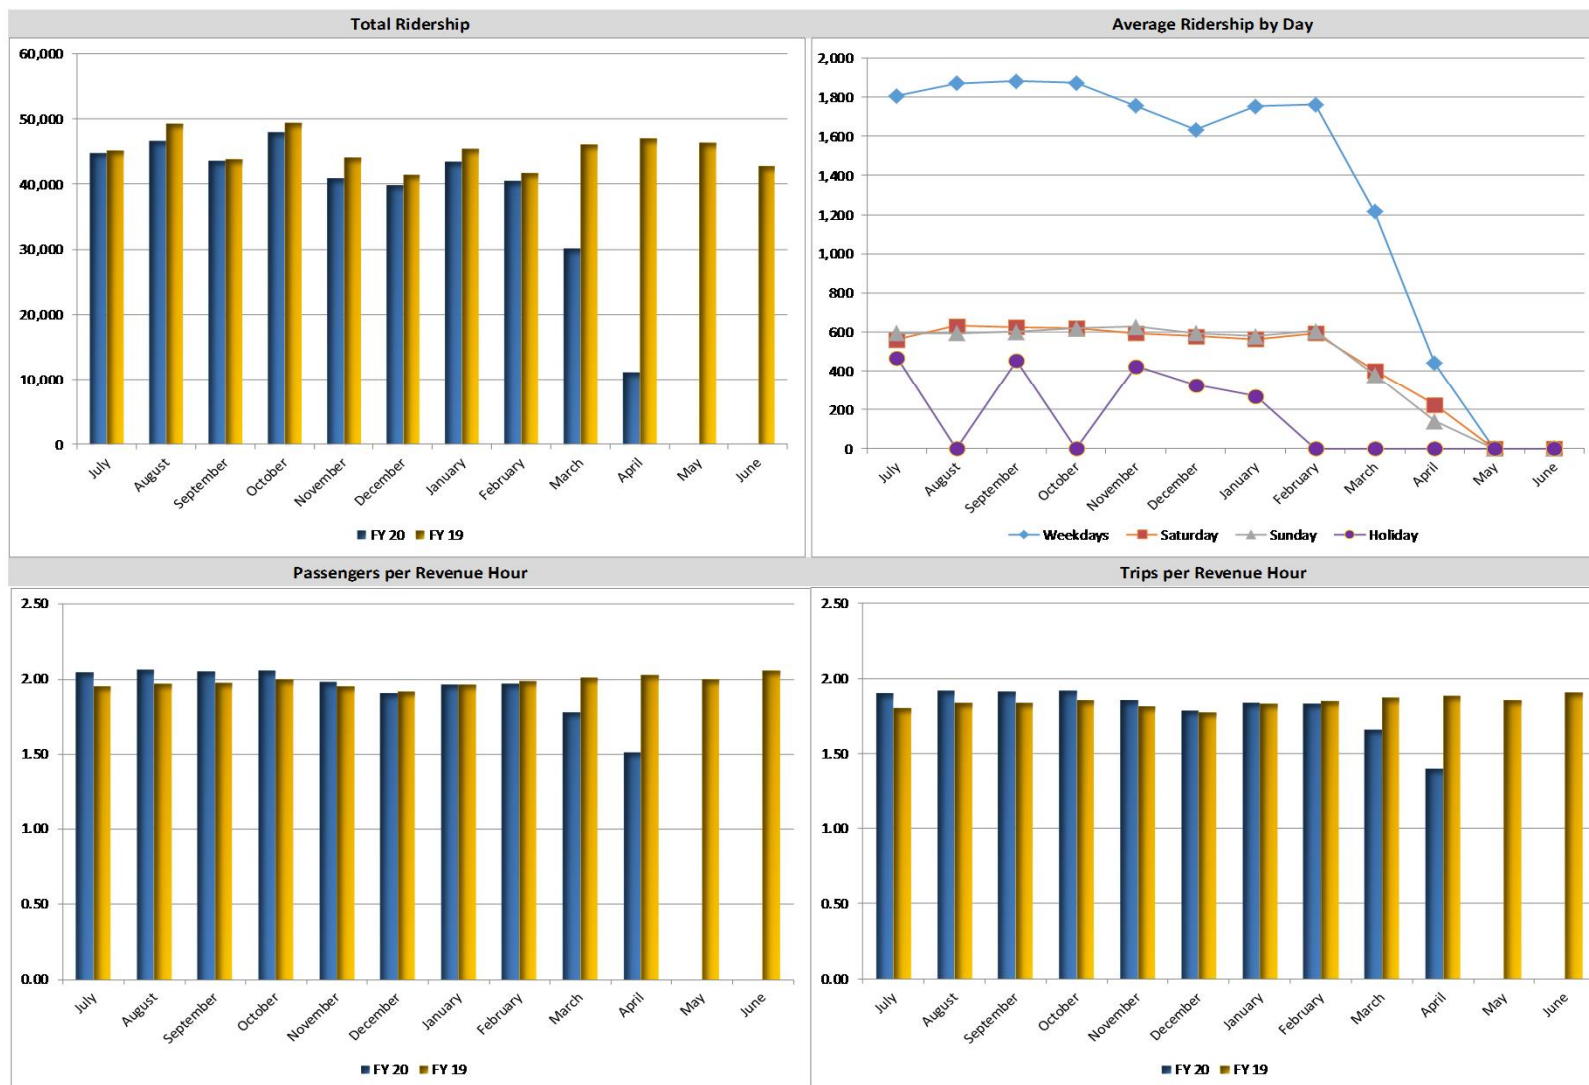 Total Ridership
60,000
50,000
40,000
30,000
20,000
10,000
0
July August September October November December January February March April May June
FY 20 FY 19
Average Ridership by Day
2,000
1,800
1,600
1,400
1,200
1,000
800
600
400
200
0
July August September October November December January February March April May June
Weekdays Saturday Sunday Holiday
Passengers per Revenue Hour
2.50
2.00
1.50
1.00
0.50
0.00
July August September October November December January February March April May June
FY 20 FY 19
Trips per Revenue Hour
2.50
2.00
1.50
1.00
0.50
0.00
July August September October November December January February March April May June
FY 20 FY 19